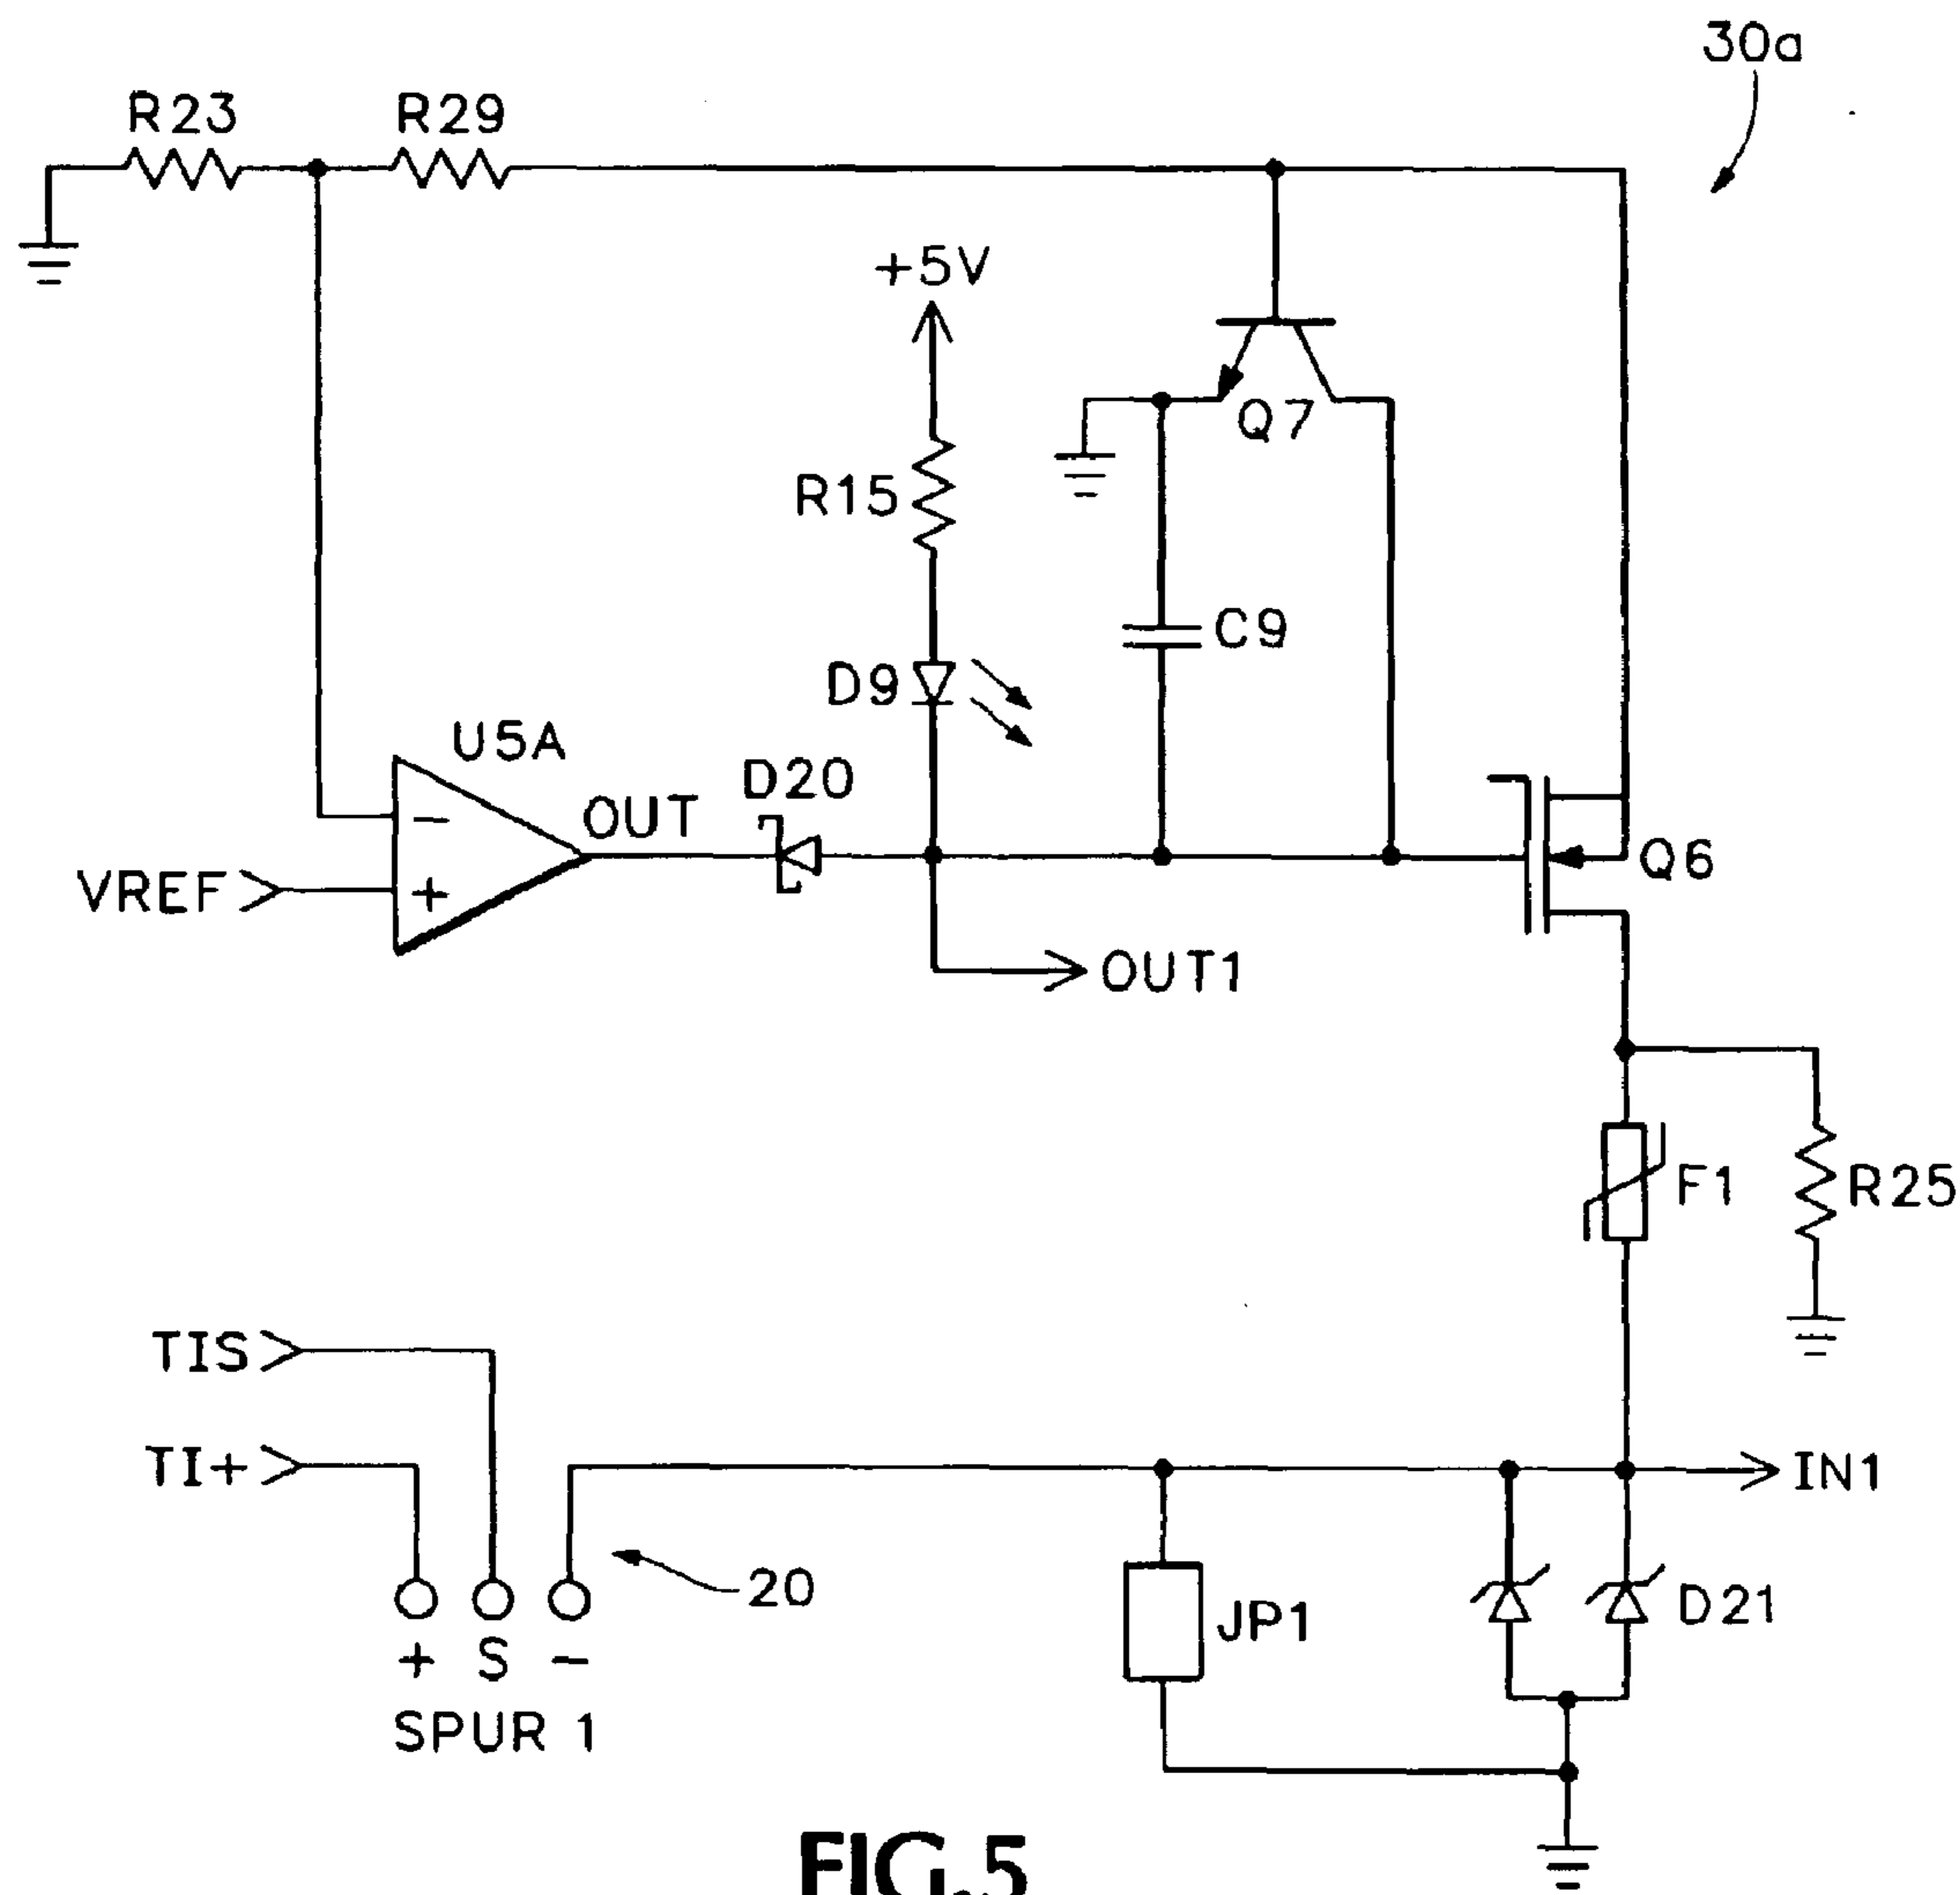 30a
R23
R29
+5V
Q7
R15
C9
D9
U5A
D20
OUT
−
Q6
VREF
+
OUT1
F1
R25
TIS
TI+
IN1
20
D21
JP1
+ S −
SPUR 1
FIG.5